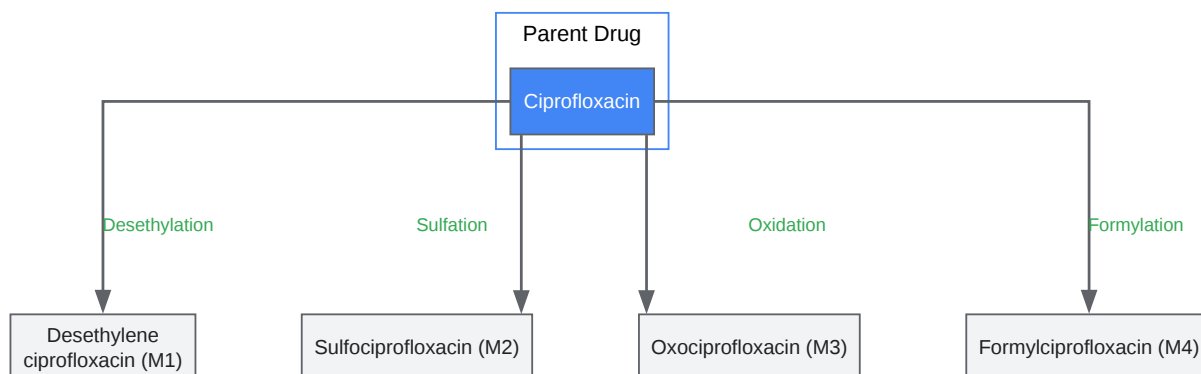 Parent Drug
Ciprofloxacin
Desethylation
Sulfation
Oxidation
Formylation
Desethylene
ciprofloxacin (M1)
Sulfociprofloxacin (M2)
Oxociprofloxacin (M3)
Formylciprofloxacin (M4)